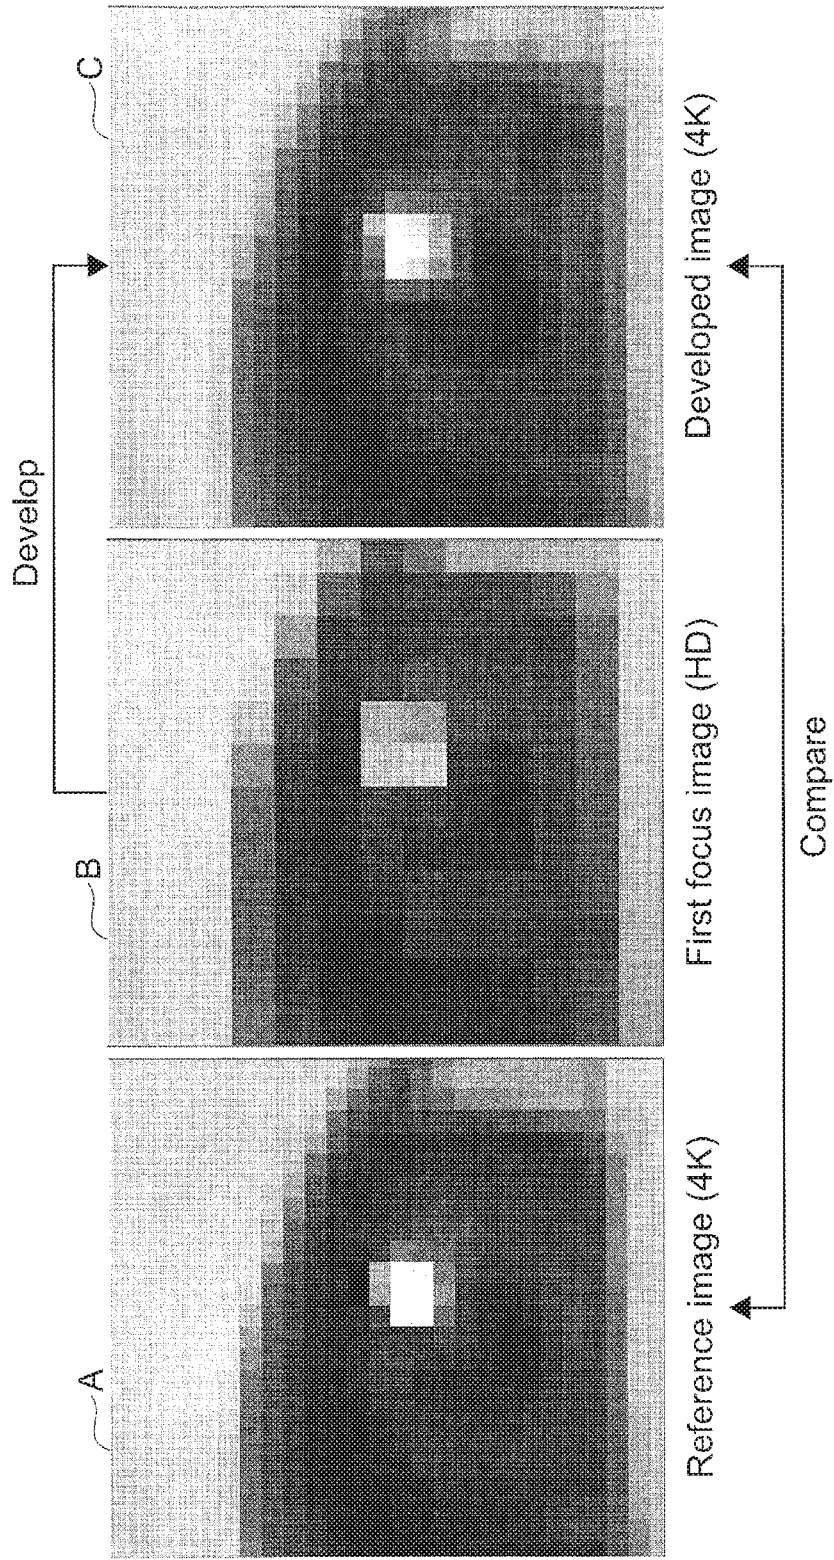 Develop
A
B
C
Reference image (4K)
First focus image (HD)
Developed image (4K)
Compare